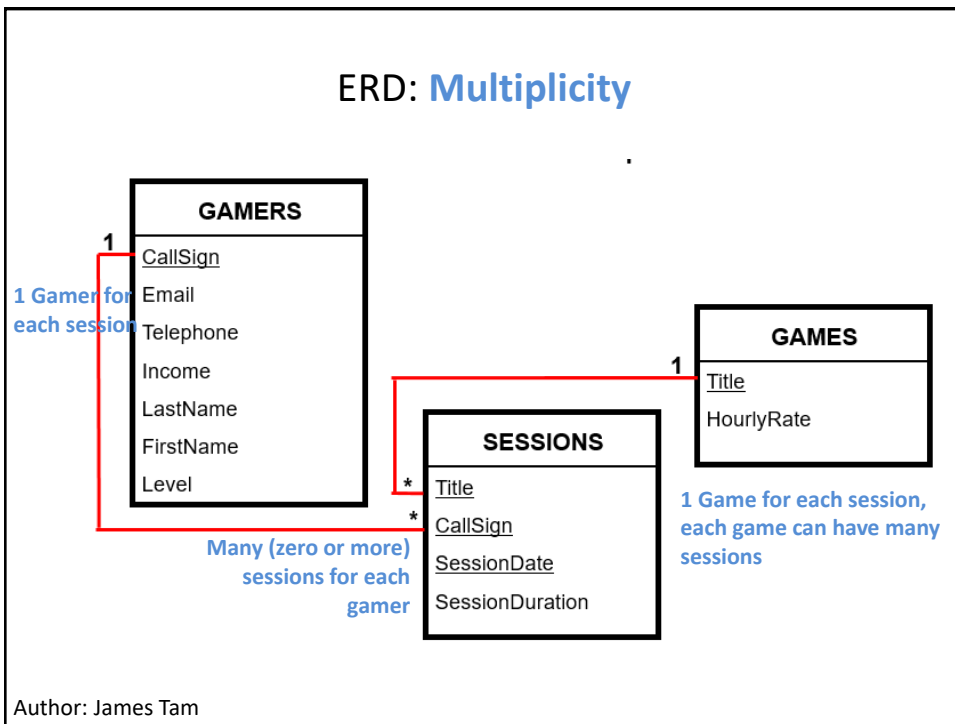 ERD: Multiplicity
.
GAMERS
1
CallSign
Email
Telephone
Income
LastName
FirstName
Level
1 Gamer for
each session
GAMES
1
Title
HourlyRate
SESSIONS
* Title
* CallSign
SessionDate
SessionDuration
Many (zero or more)
sessions for each
gamer
1 Game for each session,
each game can have many
sessions
Author: James Tam